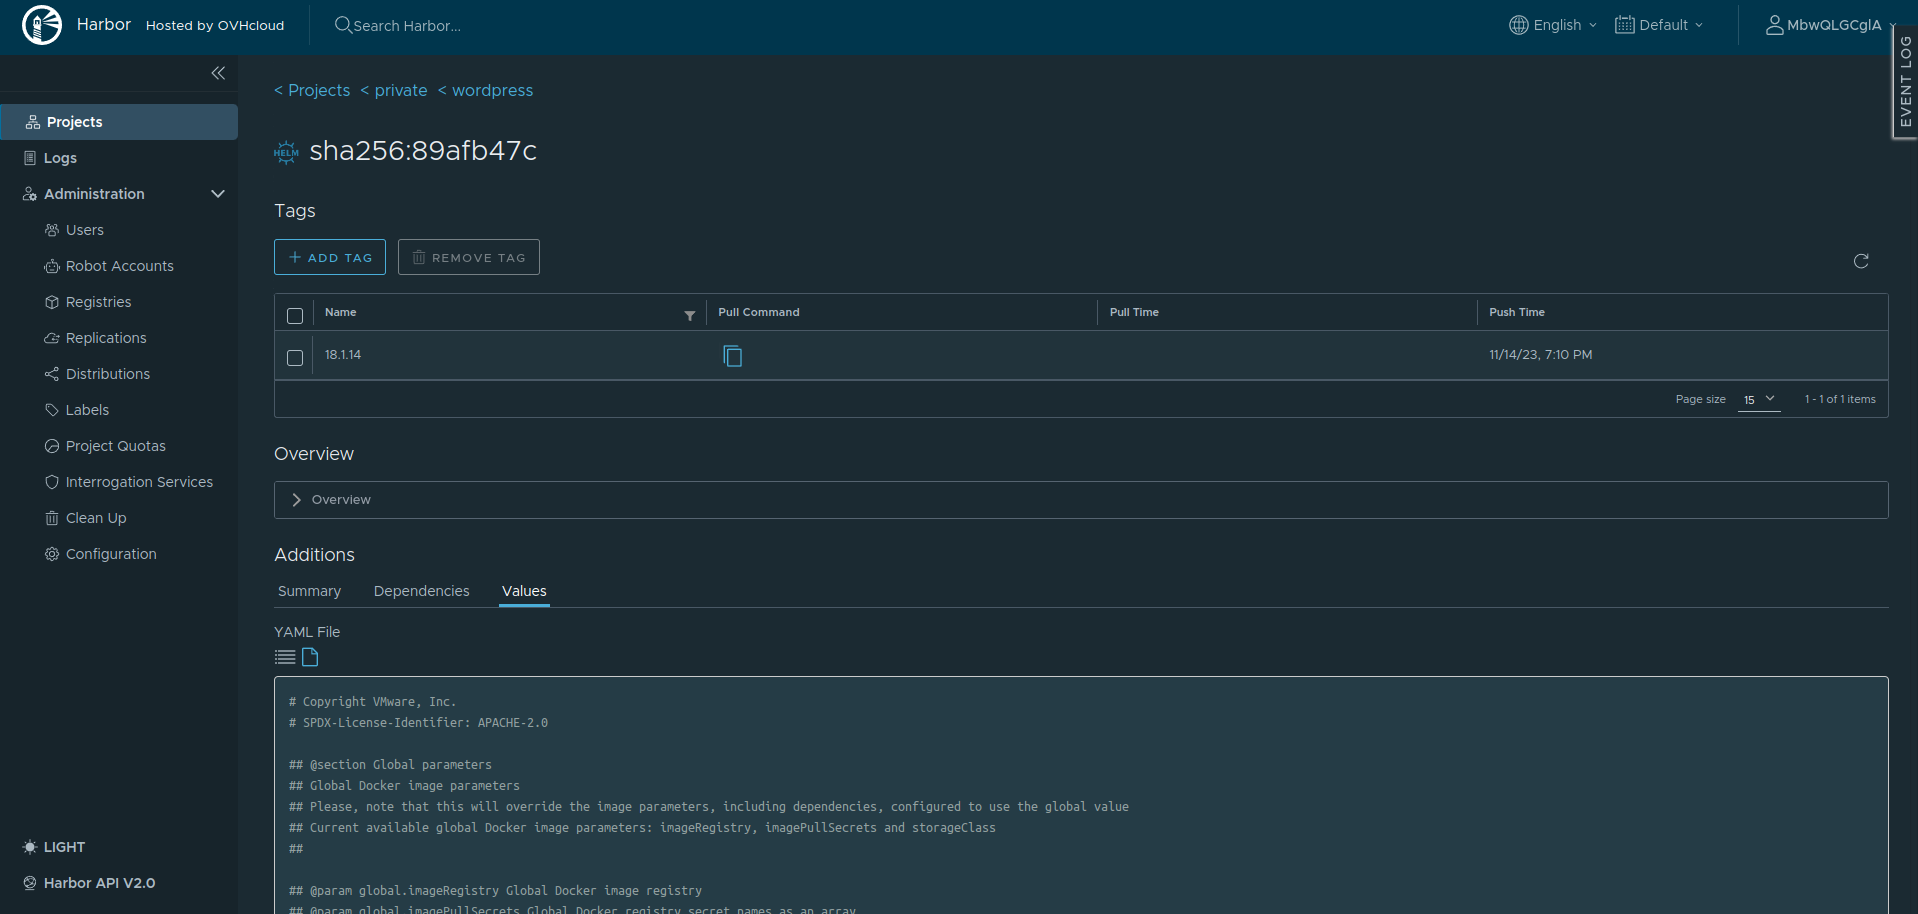 Harbor Hosted by OVHcloud Search Harbor... English Default MbwQLGCglA
EVENT LOG
Projects
Logs
Administration
Users
Robot Accounts
Registries
Replications
Distributions
Labels
Project Quotas
Interrogation Services
Clean Up
Configuration
LIGHT
Harbor API V2.0
< Projects < private < wordpress
HELM sha256:89afb47c
Tags
+ ADD TAG REMOVE TAG
Name Pull Command Pull Time Push Time
18.1.14 11/14/23, 7:10 PM
Page size 15 1 - 1 of 1 items
Overview
Overview
Additions
Summary Dependencies Values
YAML File
# Copyright VMware, Inc.
# SPDX-License-Identifier: APACHE-2.0
## @section Global parameters
## Global Docker image parameters
## Please, note that this will override the image parameters, including dependencies, configured to use the global value
## Current available global Docker image parameters: imageRegistry, imagePullSecrets and storageClass
##
## @param global.imageRegistry Global Docker image registry
## @param global.imagePullSecrets Global Docker registry secret names as an array